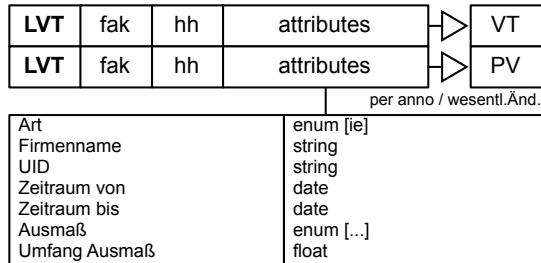 LVT fak hh attributes VT
LVT fak hh attributes PV
per anno / wesentl.Änd.
Art enum [ie]
Firmenname string
UID string
Zeitraum von date
Zeitraum bis date
Ausmaß enum [...]
Umfang Ausmaß float